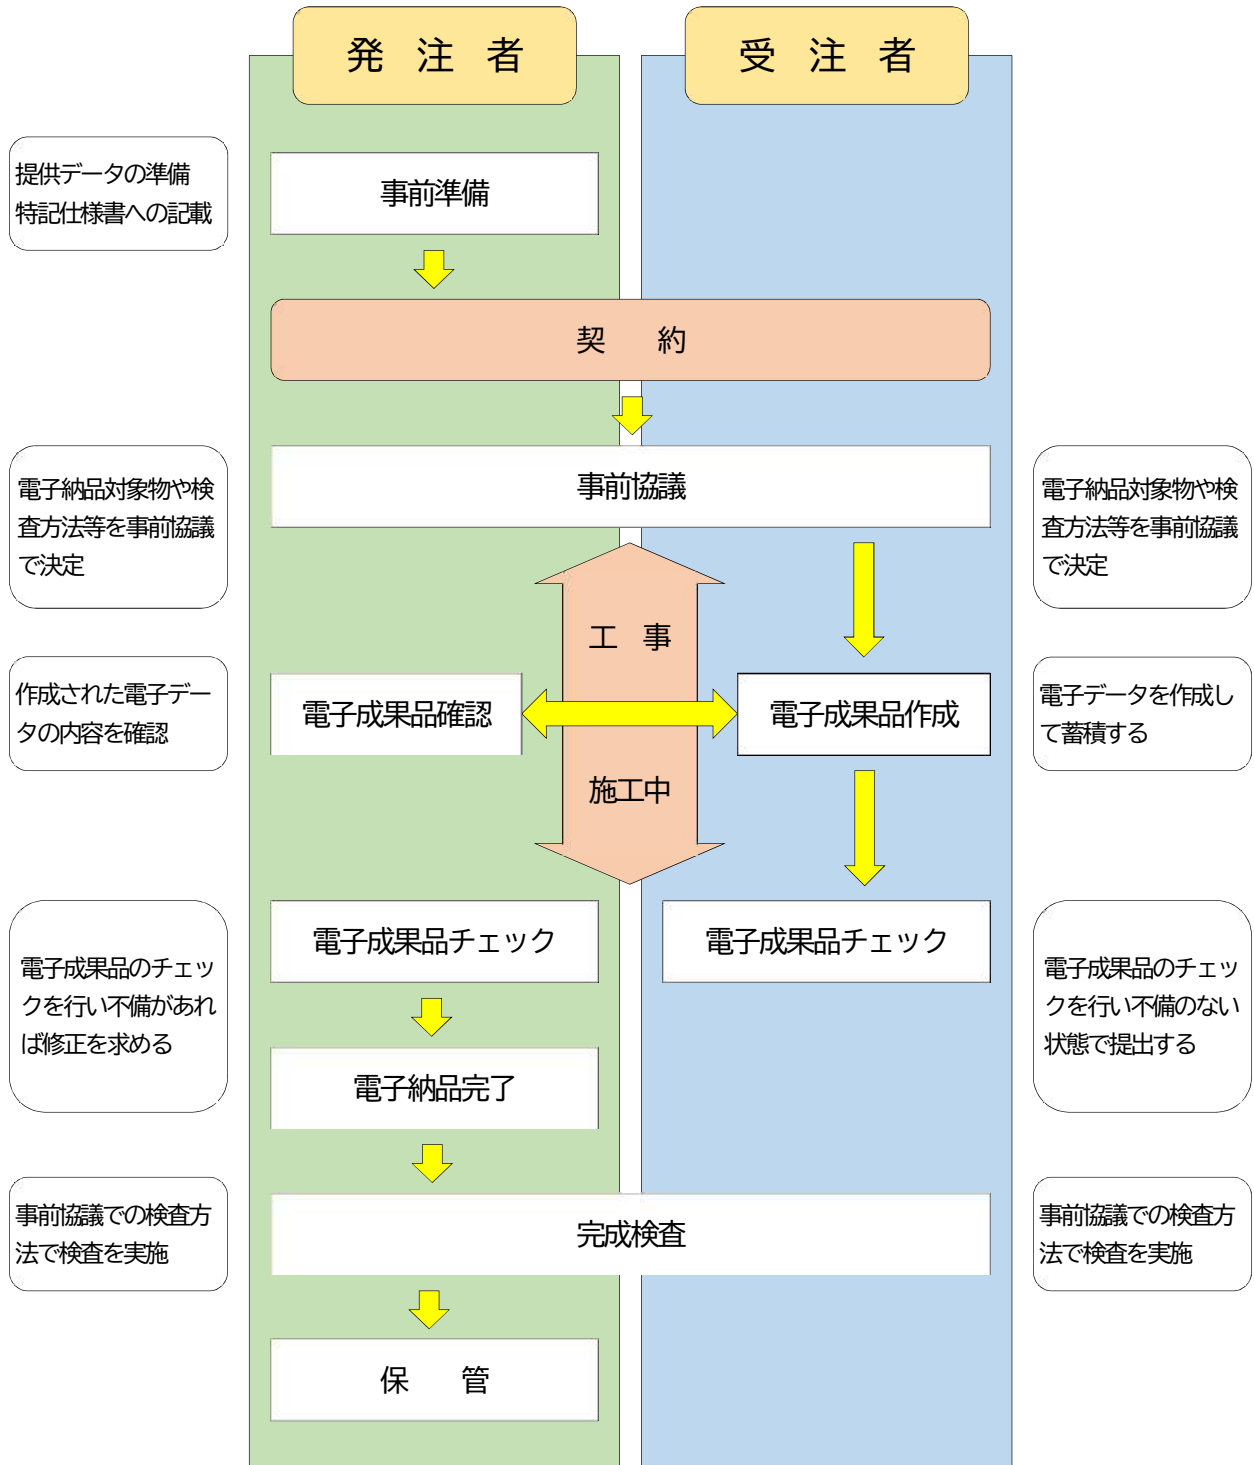 発　注　者
受　注　者
提供データの準備
特記仕様書への記載
事前準備
契　約
電子納品対象物や検
査方法等を事前協議
で決定
事前協議
電子納品対象物や検
査方法等を事前協議
で決定
工　事
作成された電子デー
タの内容を確認
電子成果品確認
電子成果品作成
電子データを作成し
て蓄積する
施工中
電子成果品チェック
電子成果品チェック
電子成果品のチェッ
クを行い不備があれ
ば修正を求める
電子成果品のチェッ
クを行い不備のない
状態で提出する
電子納品完了
事前協議での検査方
法で検査を実施
完成検査
事前協議での検査方
法で検査を実施
保　管